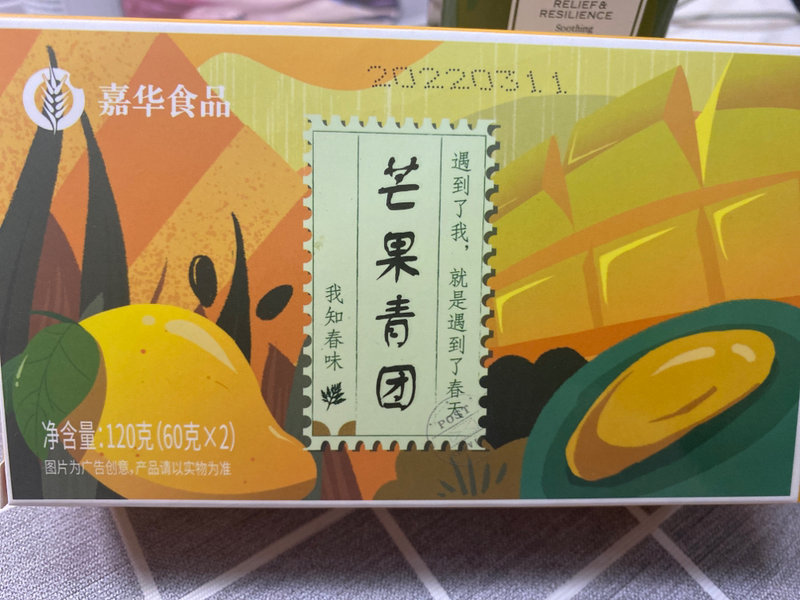 RELIEF &
RESILIENCE
Soothing
20220311
嘉华食品
遇到了我，就是遇到了春天
芒果青团
我知春味
POST
净含量:120克(60克×2)
图片为广告创意,产品请以实物为准